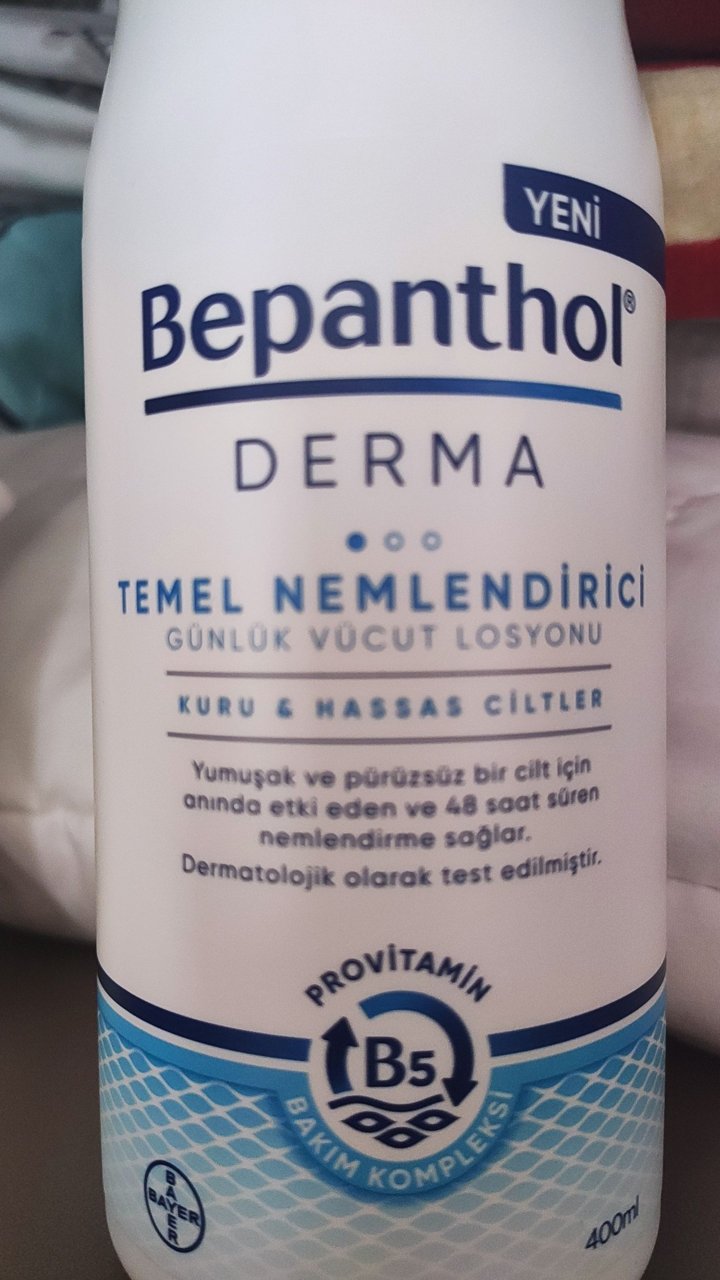 YENİ
Bepanthol®
DERMA
TEMEL NEMLENDİRİCİ
GÜNLÜK VÜCUT LOSYONU
KURU & HASSAS CİLTLER
Yumuşak ve pürüzsüz bir cilt için
anında etki eden ve 48 saat süren
nemlendirme sağlar.
Dermatolojik olarak test edilmiştir.
PROVİTAMİN
B5
BAKIM KOMPLEKSİ
BAYER
BAYER
400ml